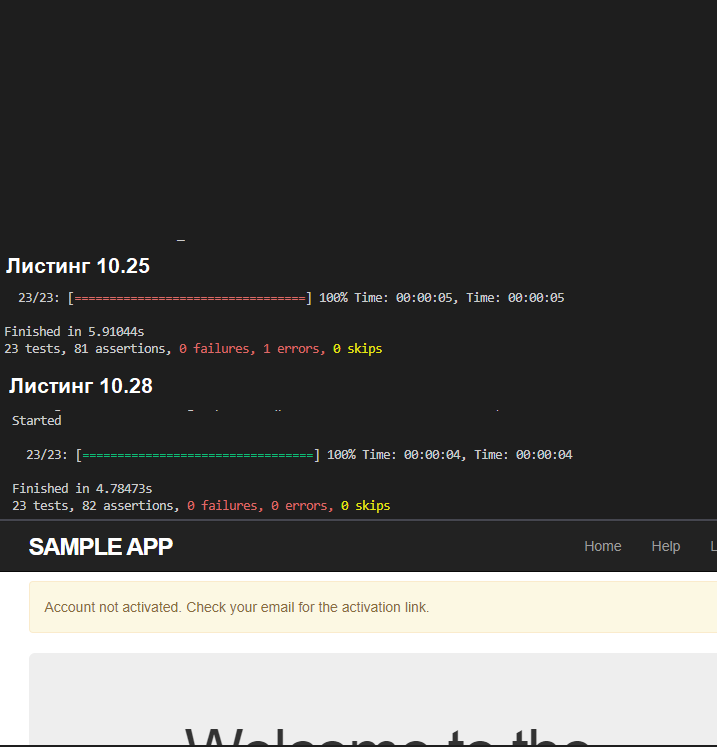 Листинг 10.25
23/23: [=================================] 100% Time: 00:00:05, Time: 00:00:05
Finished in 5.91044s
23 tests, 81 assertions, 0 failures, 1 errors, 0 skips
Листинг 10.28
Started
23/23: [=================================] 100% Time: 00:00:04, Time: 00:00:04
Finished in 4.78473s
23 tests, 82 assertions, 0 failures, 0 errors, 0 skips
SAMPLE APP Home Help L
Account not activated. Check your email for the activation link.
Welcome to the